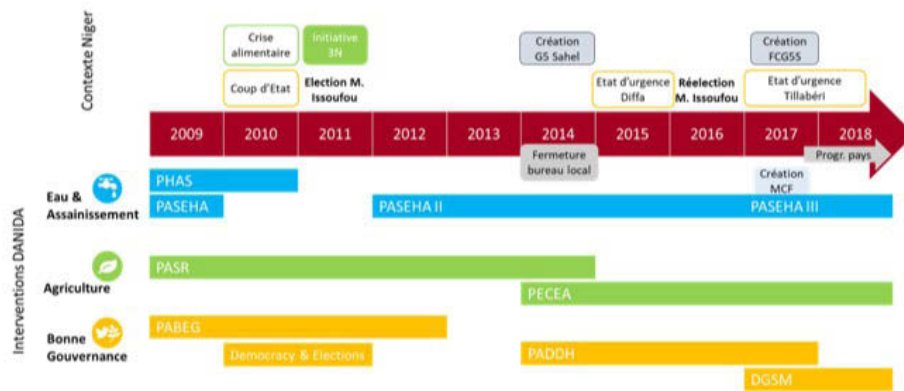 Contexte Niger
Crise
alimentaire
Initiative
3N
Création
G5 Sahel
Création
FCG5S
Coup d'Etat
Election M.
Issoufou
Etat d'urgence
Diffa
Réelection
M. Issoufou
Etat d'urgence
Tillabéri
2009 2010 2011 2012 2013 2014 2015 2016 2017 2018
Fermeture
bureau local
Progr. pays
Interventions DANIDA
Eau &
Assainissement
PHAS
Création
MCF
PASEHA PASEHA II PASEHA III
Agriculture
PASR
PECEA
Bonne
Gouvernance
PABEG
Democracy & Elections PADDH
DGSM